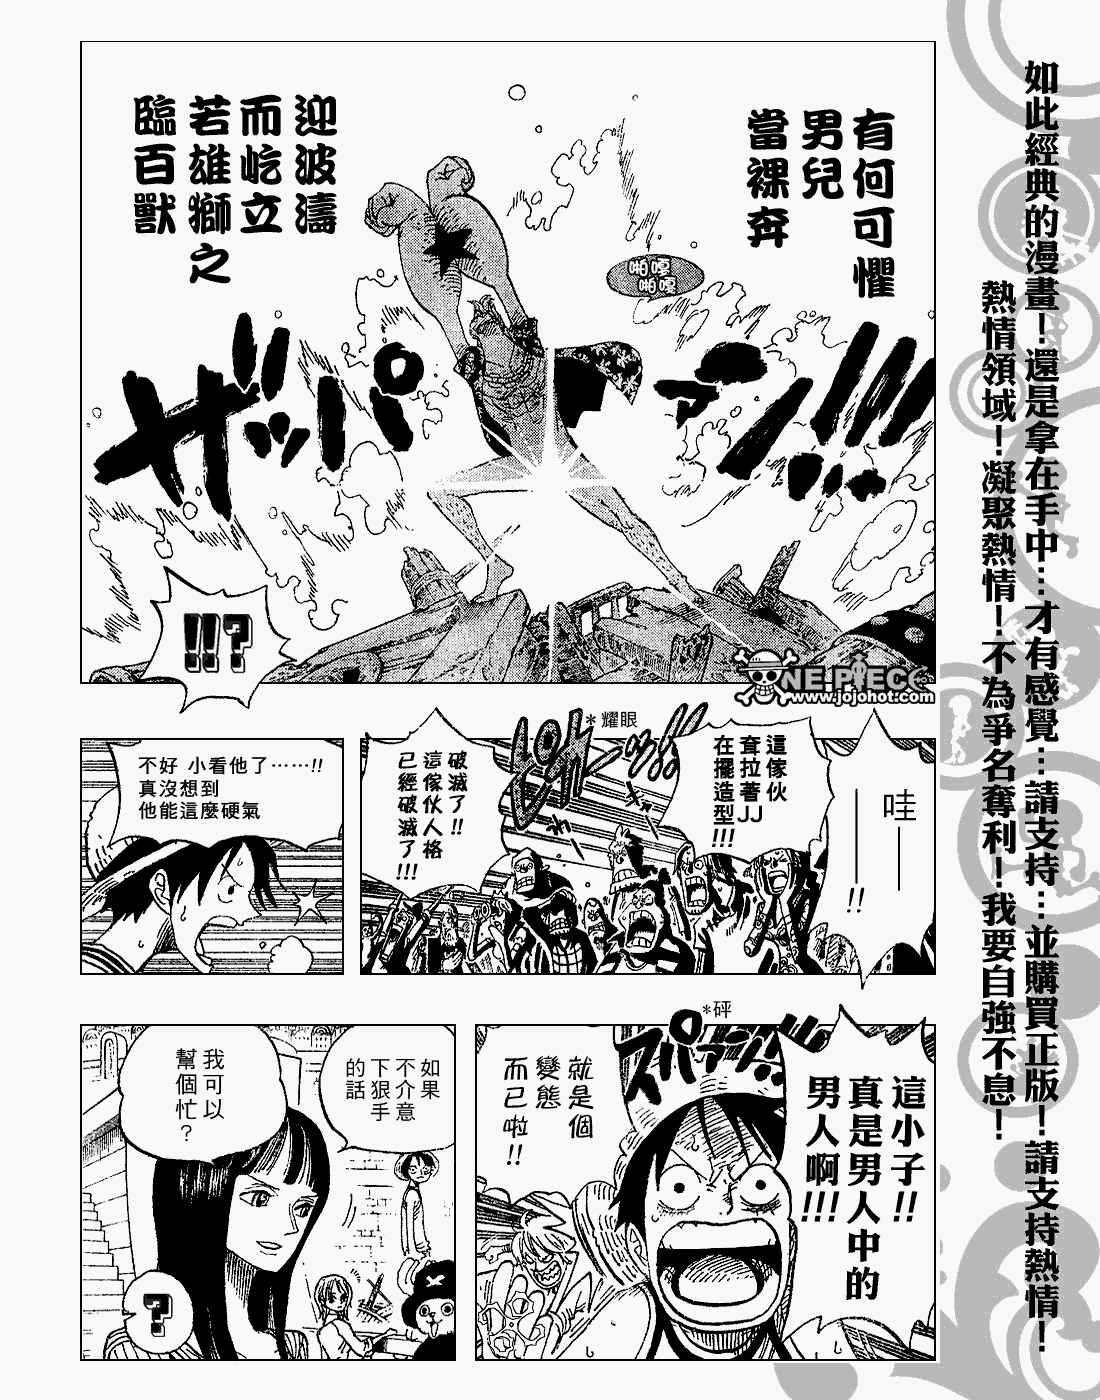 如此經典的漫畫！還是拿在手中…才有感覺…請支持…並購買正版！請支持熱情！
熱情領域！凝聚熱情！不為爭名奪利！我要自強不息！
有何可懼
男兒
當裸奔
啪嘎
啪嘎
迎波濤
而屹立
若雄獅之
臨百獸
ザッパァーン!!!
!!?
ONE PIECE
www.jojohot.com
哇——!!
這傢伙
耷拉著JJ
在擺造型!!!
*耀眼
破滅了!!
這傢伙人格
已經破滅了!!!
不好 小看他了……!!
真沒想到
他能這麼硬氣
*砰
ズバァン!!
這小子!!
真是男人中的
男人啊!!!
就是個
變態
而已啦!!
如果
不介意
下狠手
的話
我可以
幫個忙？
?